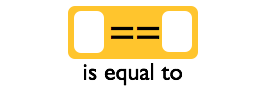 ==
is equal to